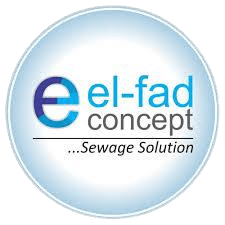 e el-fad
concept
...Sewage Solution